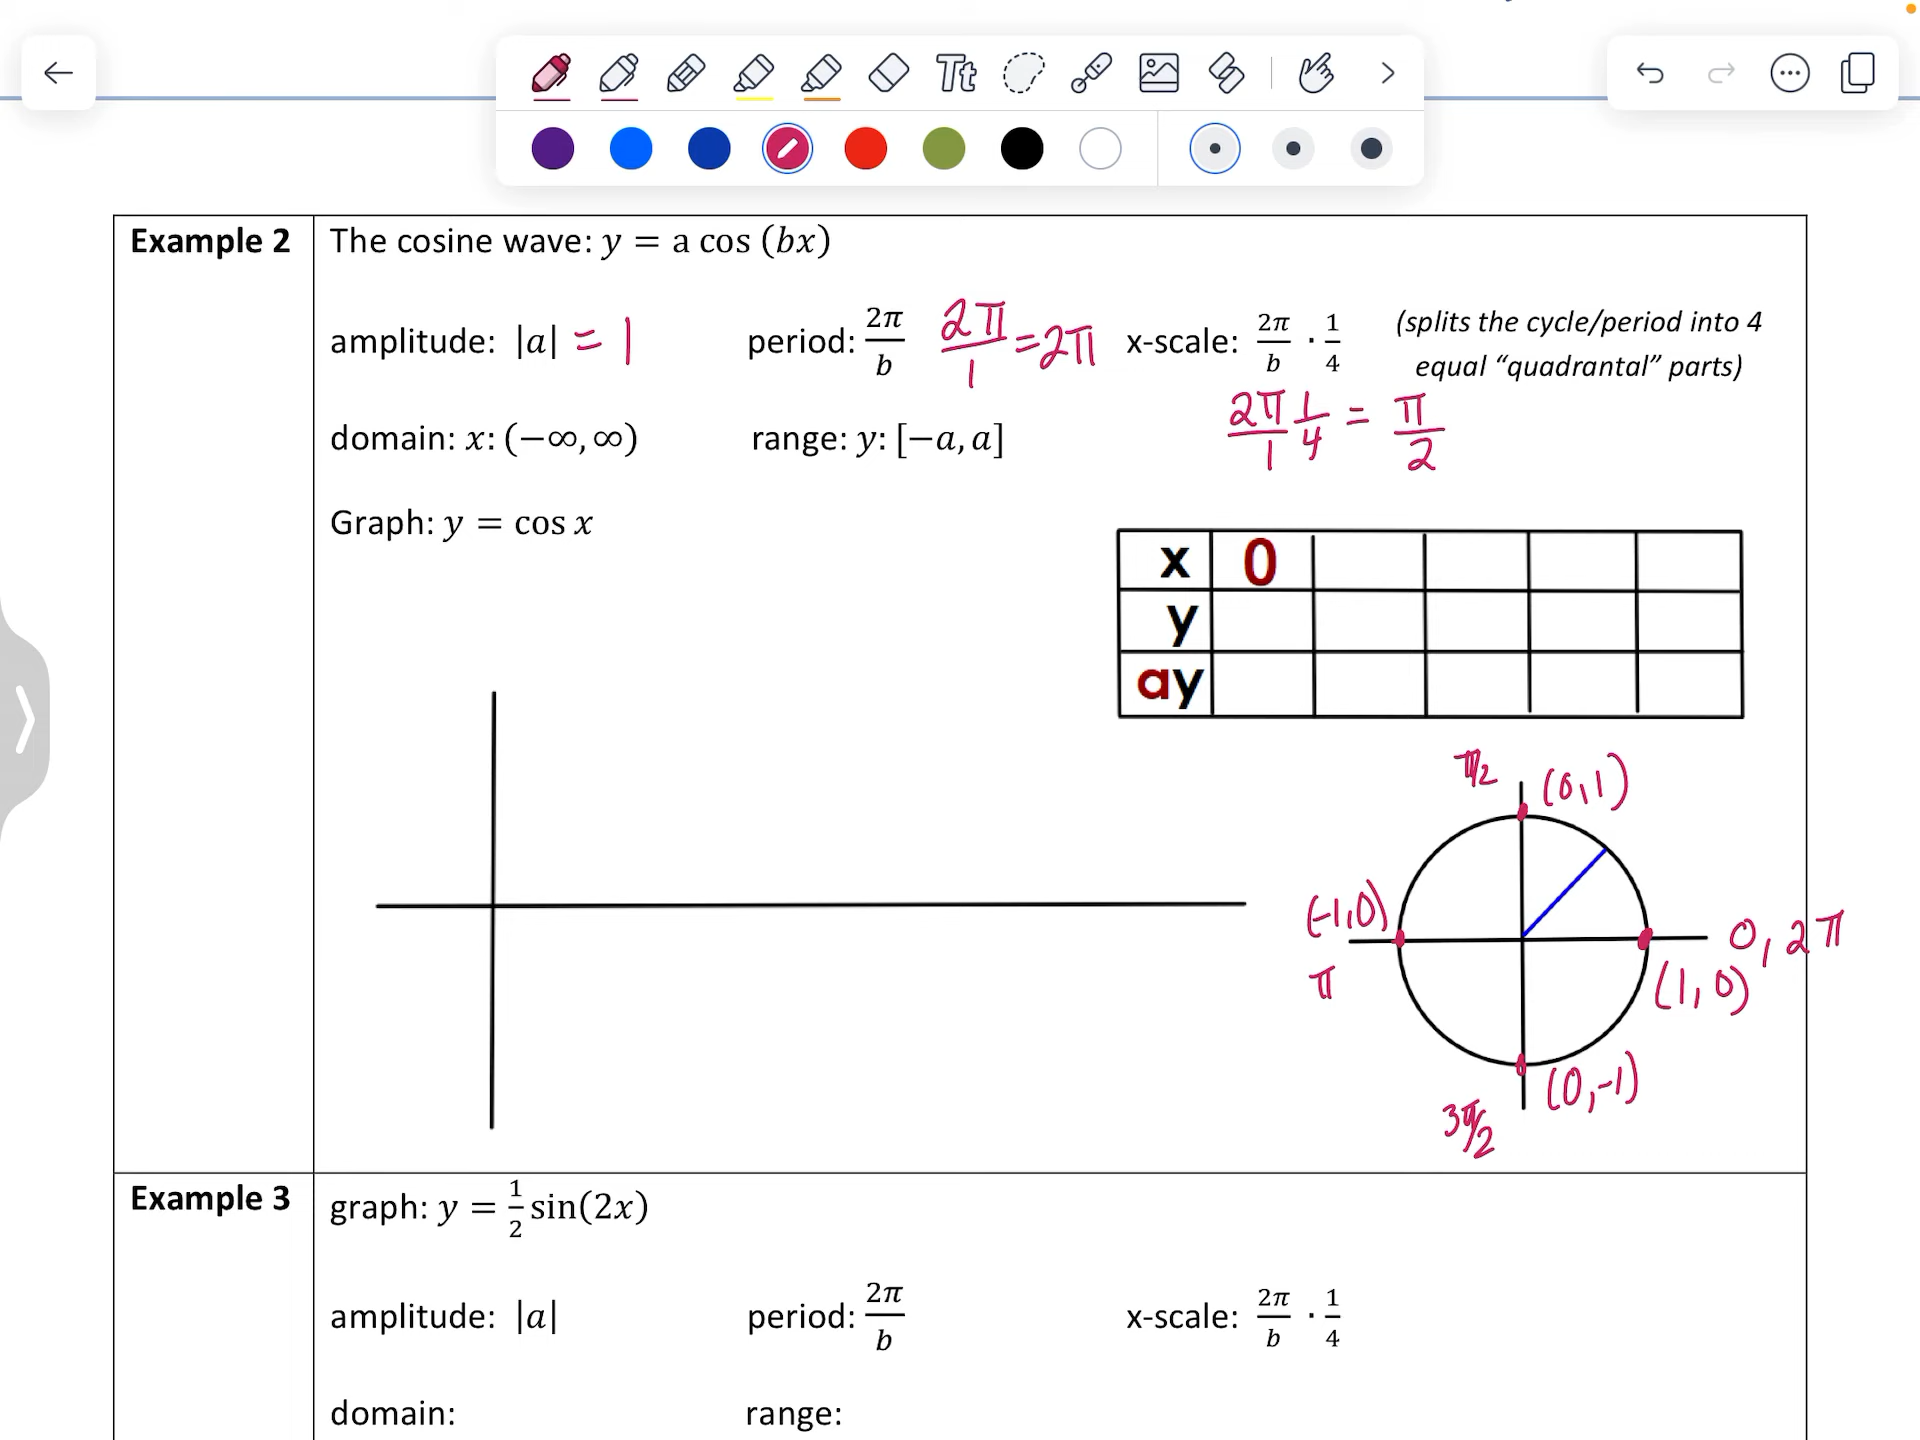 Tt
Example 2
The cosine wave: y = a cos (bx)
amplitude: |a| = 1 period: 2π/b 2π/1 = 2π x-scale: 2π/b · 1/4 (splits the cycle/period into 4
equal “quadrantal” parts)
2π/1 1/4 = π/2
domain: x: (−∞, ∞) range: y: [−a, a]
Graph: y = cos x
x 0
y
ay
π/2 (0,1)
(-1,0) 0, 2π
π (1,0)
(0,-1)
3π/2
Example 3
graph: y = 1/2 sin(2x)
amplitude: |a| period: 2π/b x-scale: 2π/b · 1/4
domain: range: